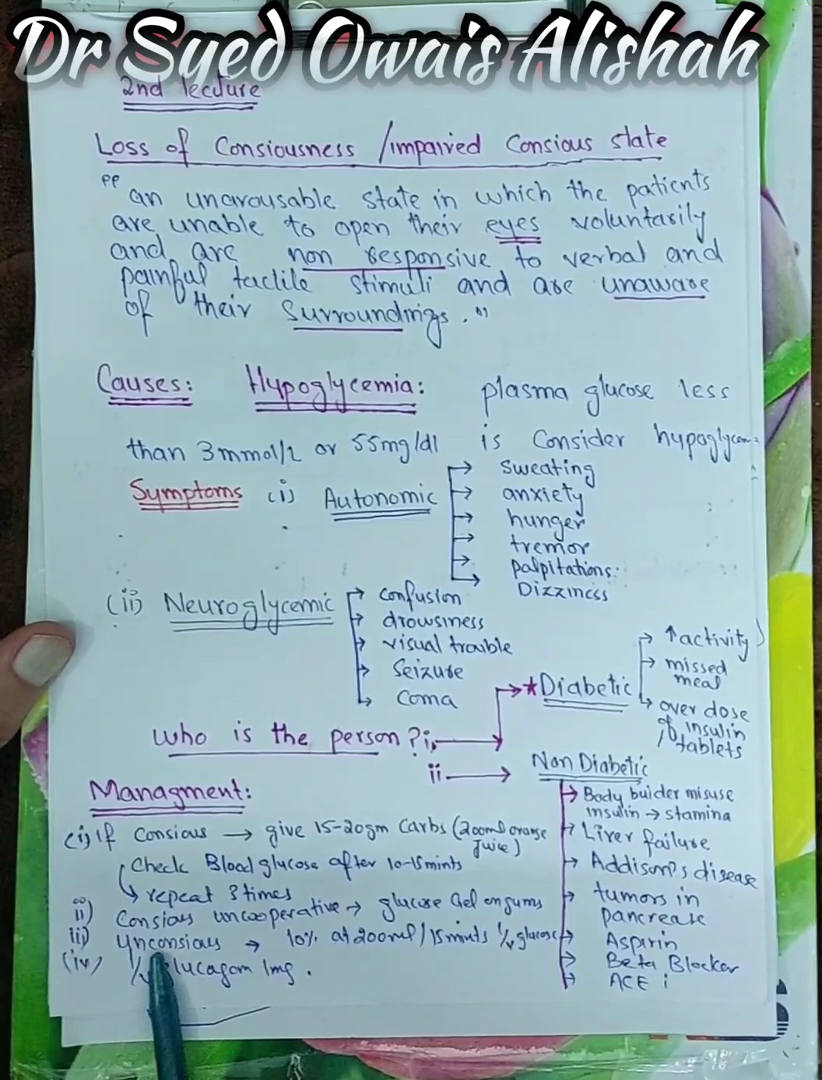 Dr Syed Owais Alishah
2nd lecture
Loss of Consiousness / impaired Consious state
" an unarousable state in which the patients
are unable to open their eyes voluntarily
and are non responsive to verbal and
painful tactile stimuli and are unaware
of their Surroundings. "
Causes: Hypoglycemia: plasma glucose less
than 3mmol/l or 55mg/dl is Consider hypoglycem
Symptoms (i) Autonomic
sweating
anxiety
hunger
tremor
palpitations:
Dizziness
(ii) Neuroglycemic
confusion
drowsiness
visual trouble
Seizure
Coma
who is the person? i,
* Diabetic
↑ activity
missed
meal
over dose
of insulin
/ tablets
ii → Non Diabetic
Body buider misuse
insulin → stamina
Liver failure
Addison's disease
tumors in
pancrease
Aspirin
Beta Blocker
ACE i
Managment:
(i) If Consious → give 15-20gm Carbs (200ml orange
juice)
Check Blood glucose after 10-15mints
repeat 3 times
ii) Consious uncooperative → glucose Gel on gums
iii) Unconsious → 10% at 200ml / 15mints I/v glucose
(iv) glucagom 1mg.